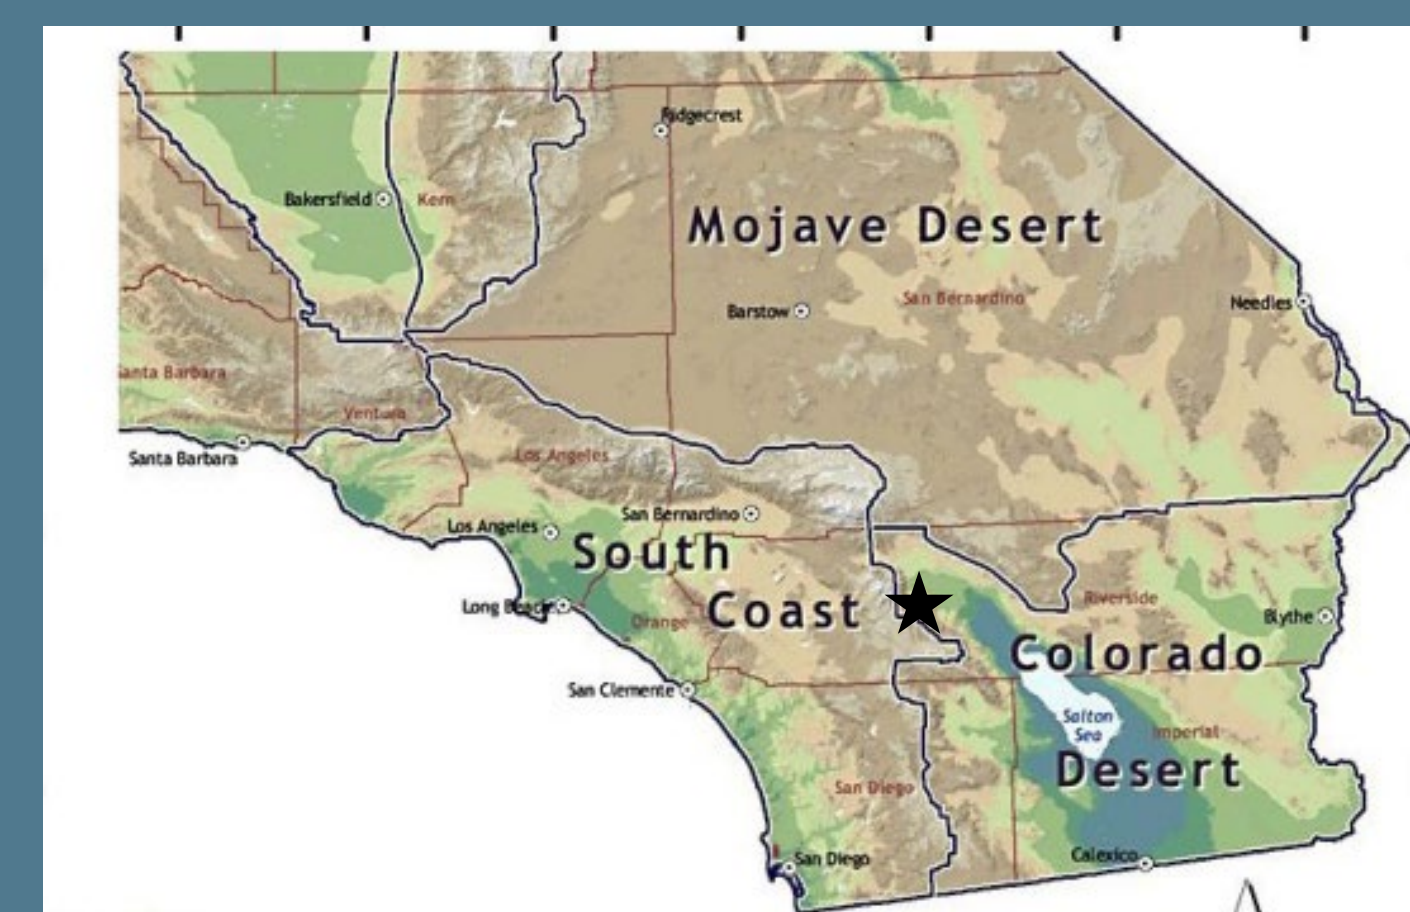 Ridgecrest
Bakersfield
Kern
Mojave Desert
San Bernardino
Needles
Barstow
Santa Barbara
Ventura
Santa Barbara
Los Angeles
Los Angeles
San Bernardino
South
Coast
Long Beach
Orange
Riverside
Blythe
Colorado
San Clemente
Salton
Sea
Imperial
Desert
San Diego
San Diego
Calexico